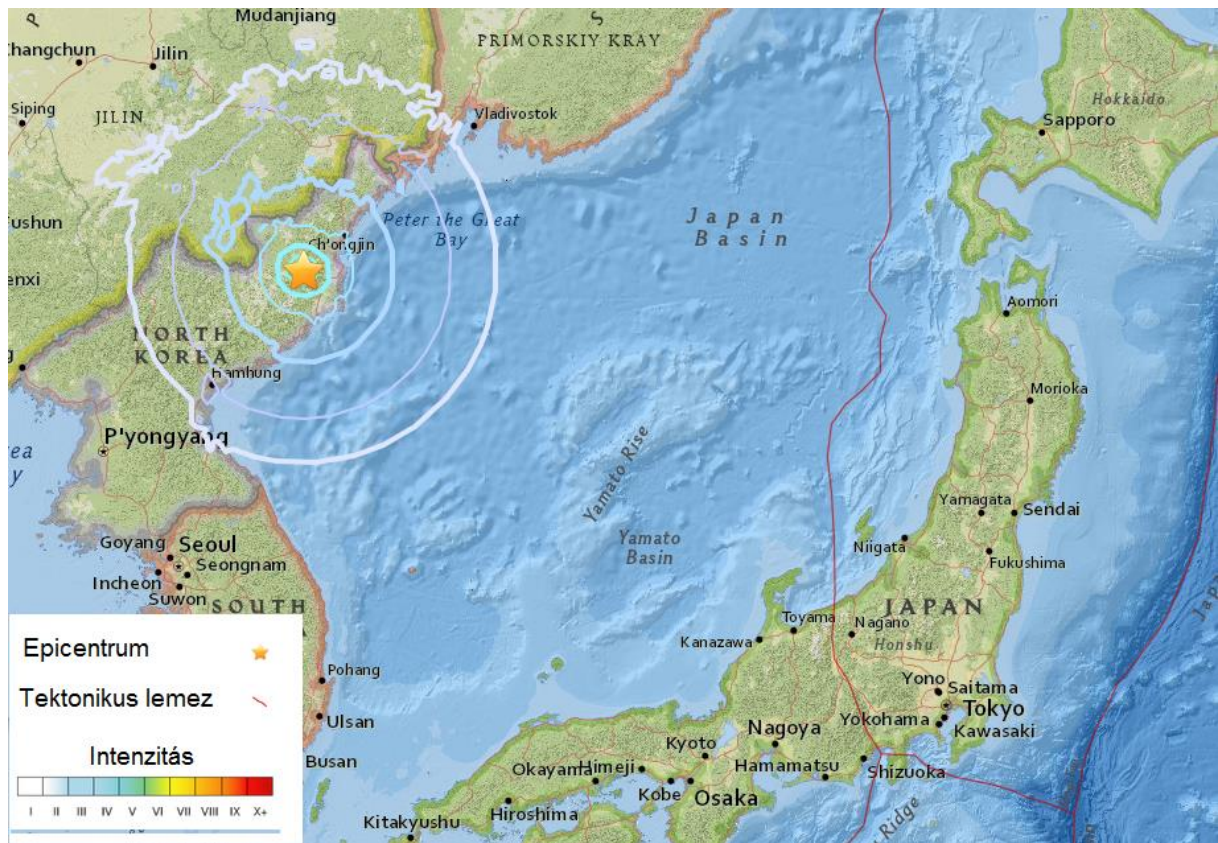 P
Mudanjiang
S
Changchun
Jilin
PRIMORSKIY KRAY
Siping
JILIN
Vladivostok
Hokkaido
Sapporo
Fushun
Peter the Great
Bay
Japan
Basin
Ch'ongjin
enxi
Aomori
NORTH
KOREA
Hamhung
Morioka
P'yongyang
Yamato Rise
Yamagata
Sendai
Goyang
Seoul
Seongnam
Yamato
Basin
Niigata
Fukushima
Incheon
Suwon
SOUTH
Toyama
JAPAN
Kanazawa
Nagano
Honshu
Epicentrum
Pohang
Tektonikus lemez
Yono
Saitama
Tokyo
Ulsan
Nagoya
Yokohama
Kawasaki
Intenzitás
Busan
Kyoto
Okayama
Himeji
Hamamatsu
Shizuoka
I II III IV V VI VII VIII IX X+
Kobe
Osaka
Hiroshima
Kitakyushu
Ridge